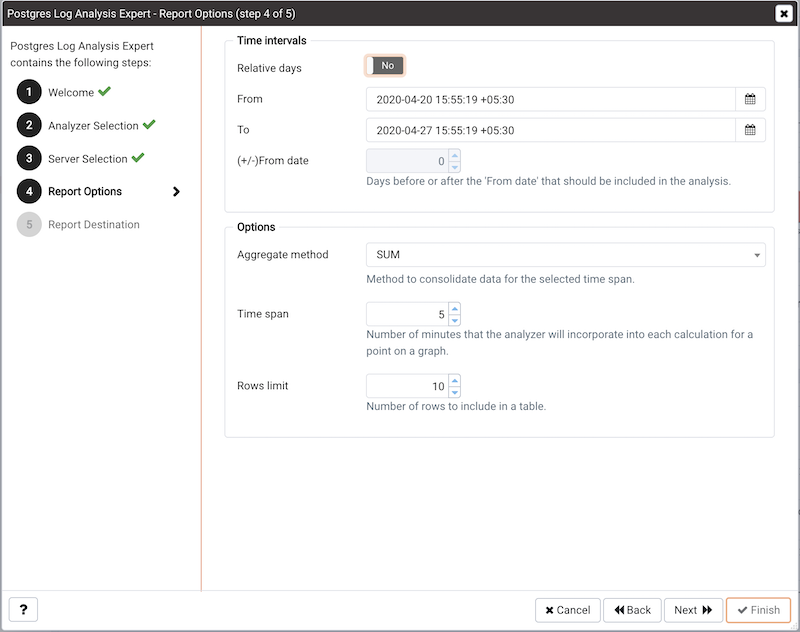 Postgres Log Analysis Expert - Report Options (step 4 of 5)
Postgres Log Analysis Expert
contains the following steps:
1 Welcome
2 Analyzer Selection
3 Server Selection
4 Report Options
5 Report Destination
Time intervals
Relative days No
From 2020-04-20 15:55:19 +05:30
To 2020-04-27 15:55:19 +05:30
(+/-)From date 0
Days before or after the 'From date' that should be included in the analysis.
Options
Aggregate method SUM
Method to consolidate data for the selected time span.
Time span 5
Number of minutes that the analyzer will incorporate into each calculation for a
point on a graph.
Rows limit 10
Number of rows to include in a table.
? Cancel Back Next Finish